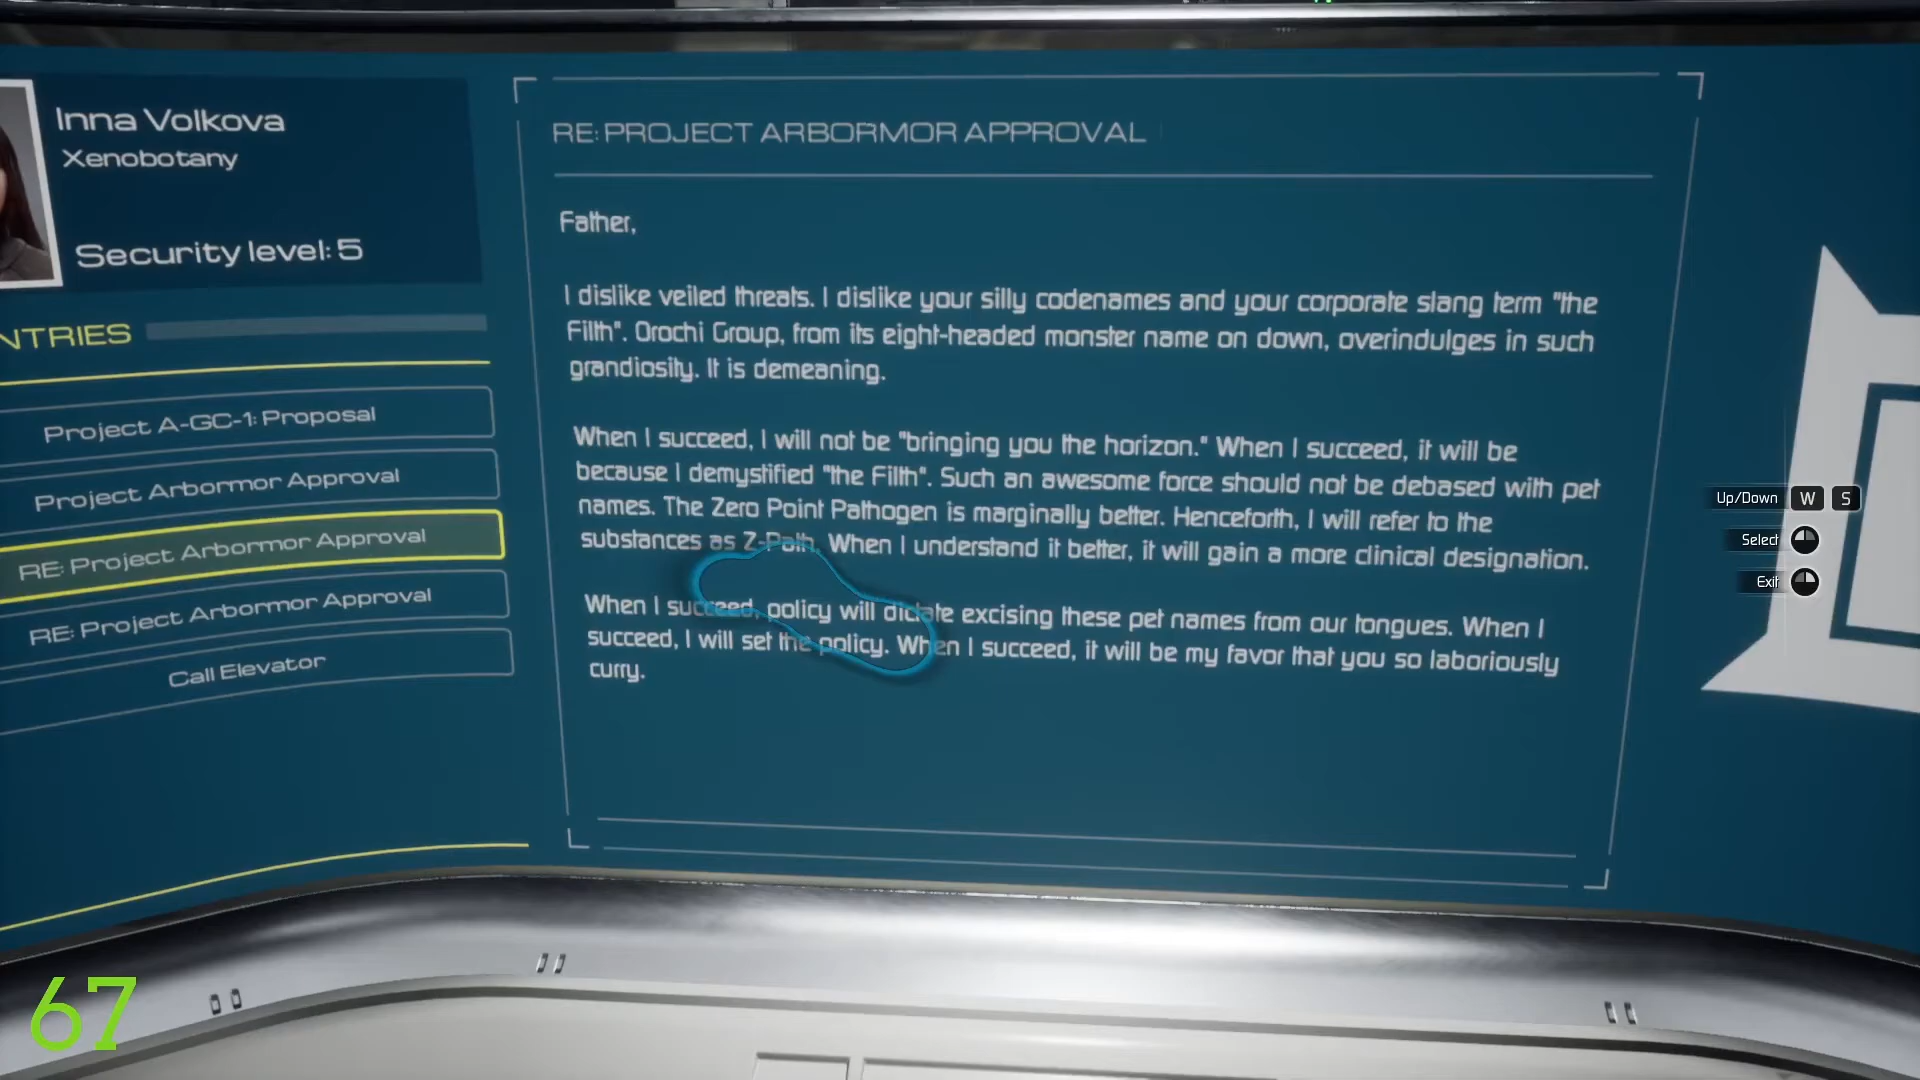 Inna Volkova
Xenobotany
Security level: 5
NTRIES
Project A-GC-1: Proposal
Project Arbormor Approval
RE: Project Arbormor Approval
RE: Project Arbormor Approval
Call Elevator
RE: PROJECT ARBORMOR APPROVAL
Father,
I dislike veiled threats. I dislike your silly codenames and your corporate slang term "the
Filth". Orochi Group, from its eight-headed monster name on down, overindulges in such
grandiosity. It is demeaning.
When I succeed, I will not be "bringing you the horizon." When I succeed, it will be
because I demystified "the Filth". Such an awesome force should not be debased with pet
names. The Zero Point Pathogen is marginally better. Henceforth, I will refer to the
substances as Z-Path. When I understand it better, it will gain a more clinical designation.
When I succeed, policy will dictate excising these pet names from our tongues. When I
succeed, I will set the policy. When I succeed, it will be my favor that you so laboriously
curry.
Up/Down W S
Select
Exit
67